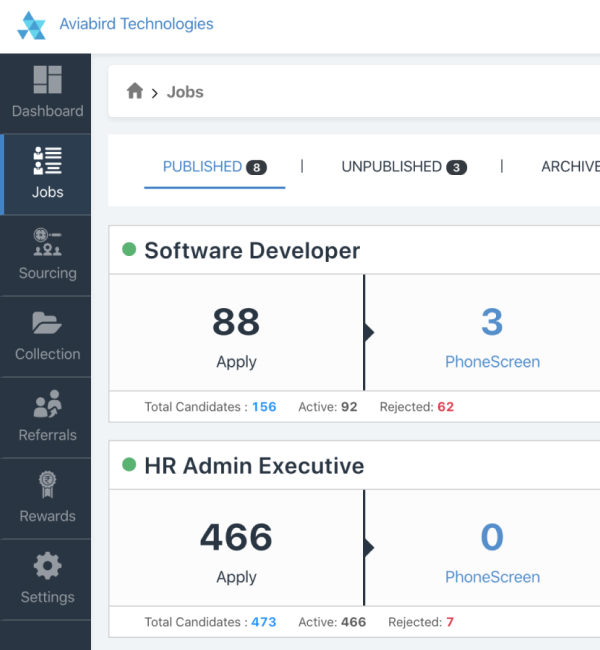 Aviabird Technologies
Dashboard
Jobs
Sourcing
Collection
Referrals
Rewards
Settings
Jobs
PUBLISHED 8 | UNPUBLISHED 3 | ARCHIVE
Software Developer
88 3
Apply PhoneScreen
Total Candidates : 156 Active: 92 Rejected: 62
HR Admin Executive
466 0
Apply PhoneScreen
Total Candidates : 473 Active: 466 Rejected: 7